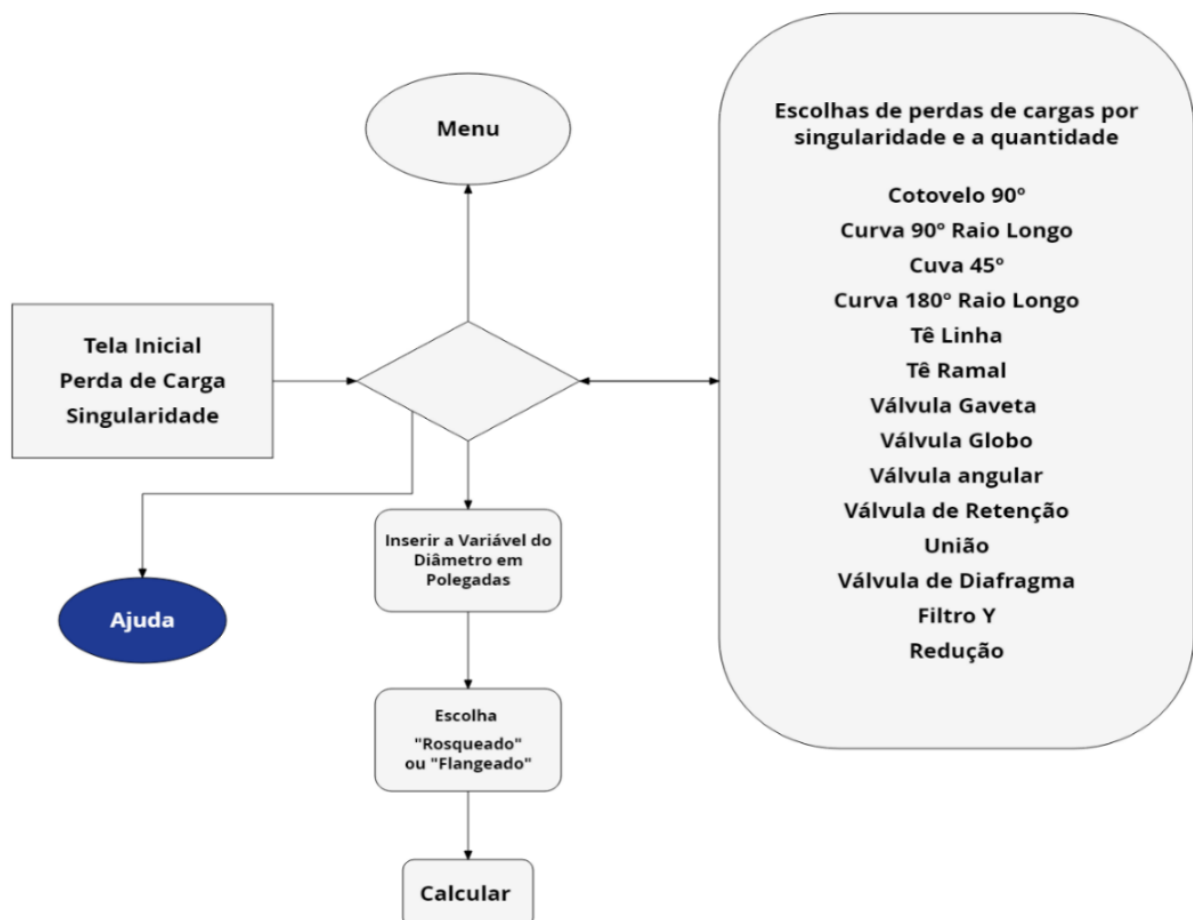 Menu
Escolhas de perdas de cargas por
singularidade e a quantidade
Cotovelo 90º
Curva 90º Raio Longo
Cuva 45º
Curva 180º Raio Longo
Tê Linha
Tê Ramal
Válvula Gaveta
Válvula Globo
Válvula angular
Válvula de Retenção
União
Válvula de Diafragma
Filtro Y
Redução
Tela Inicial
Perda de Carga
Singularidade
Inserir a Variável do
Diâmetro em
Polegadas
Ajuda
Escolha
"Rosqueado"
ou "Flangeado"
Calcular